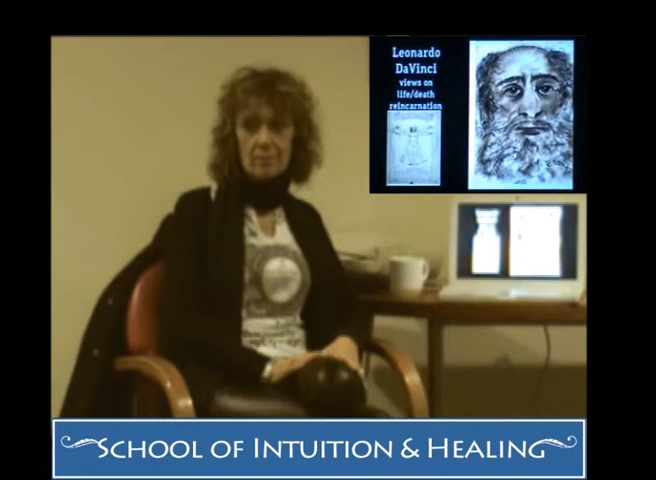 Leonardo
DaVinci
views on
life/death
reincarnation
SCHOOL OF INTUITION & HEALING